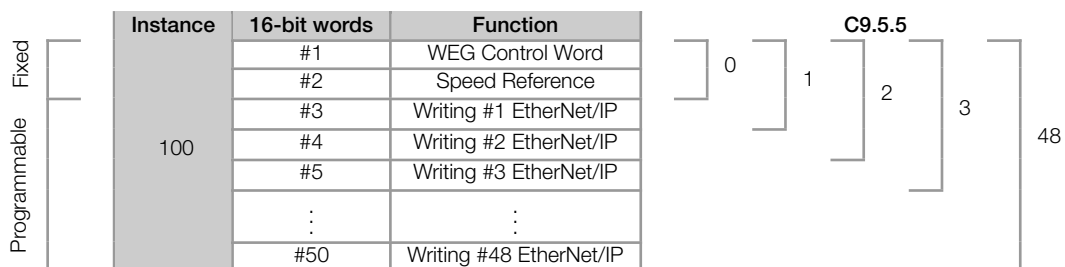 Instance 16-bit words Function C9.5.5
Fixed
#1 WEG Control Word
#2 Speed Reference
0
1
2
3
48
Programmable
100
#3 Writing #1 EtherNet/IP
#4 Writing #2 EtherNet/IP
#5 Writing #3 EtherNet/IP
⋮ ⋮
#50 Writing #48 EtherNet/IP